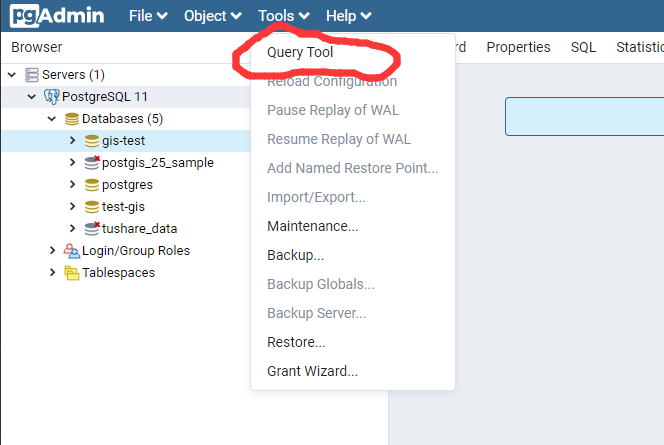 pgAdmin File Object Tools Help
Browser
Properties SQL
Servers (1)
PostgreSQL 11
Databases (5)
gis-test
postgis_25_sample
postgres
test-gis
tushare_data
Login/Group Roles
Tablespaces
Query Tool
Reload Configuration
Pause Replay of WAL
Resume Replay of WAL
Add Named Restore Point...
Import/Export...
Maintenance...
Backup...
Backup Globals...
Backup Server...
Restore...
Grant Wizard...